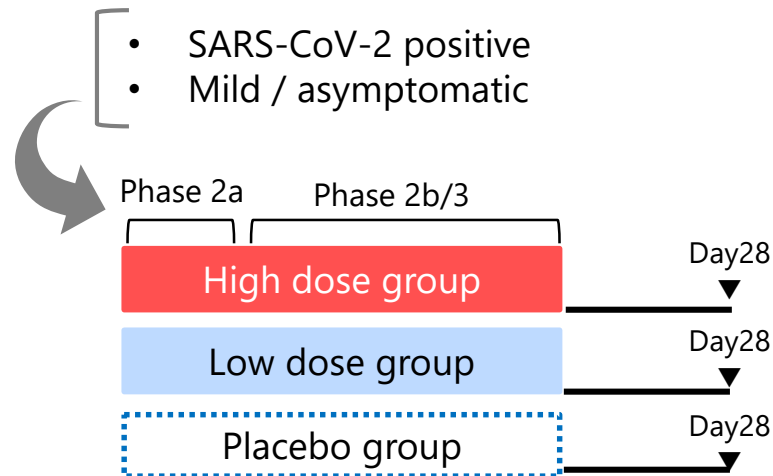 • SARS-CoV-2 positive
• Mild / asymptomatic
Phase 2a
Phase 2b/3
High dose group
Day28
Low dose group
Day28
Placebo group
Day28